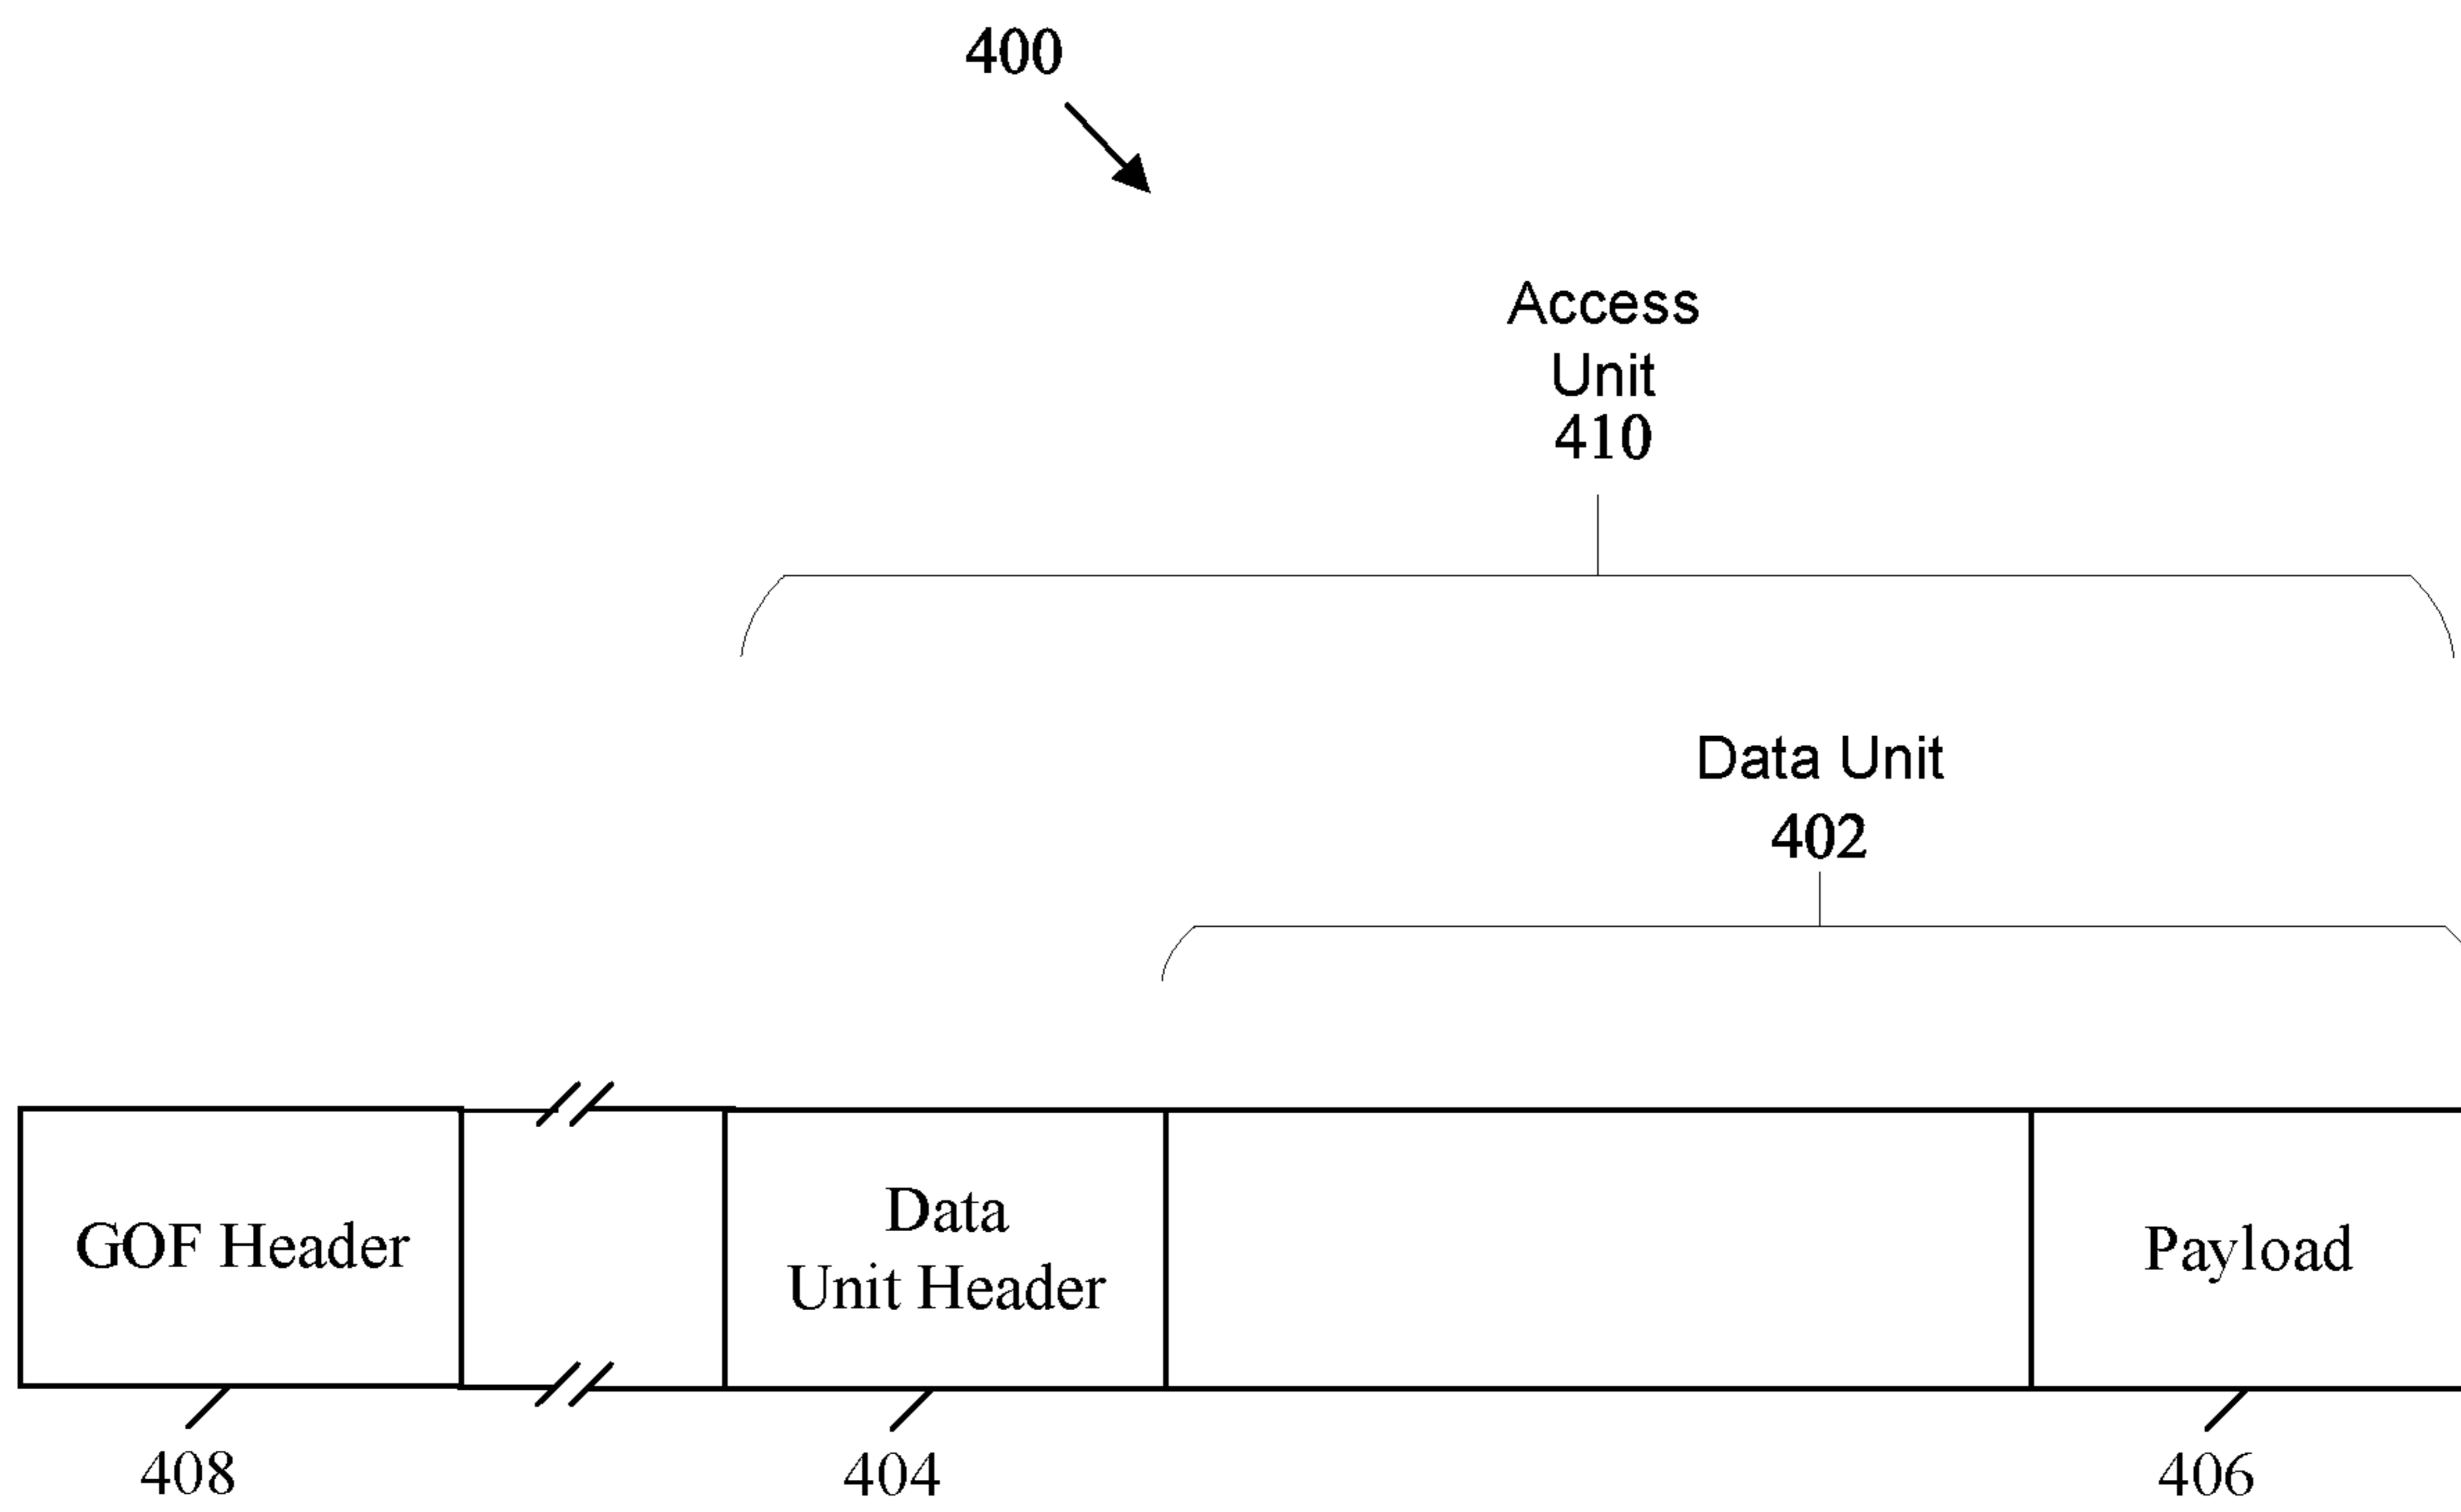 400
Access
Unit
410
Data Unit
402
GOF Header
Data
Unit Header
Payload
408
404
406